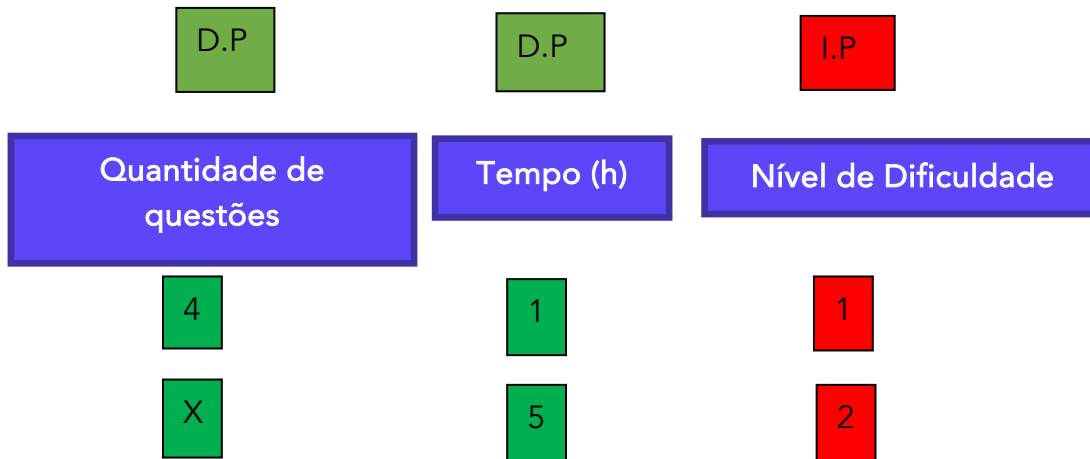 D.P D.P I.P
Quantidade de
questões
Tempo (h)
Nível de Dificuldade
4 1 1
X 5 2